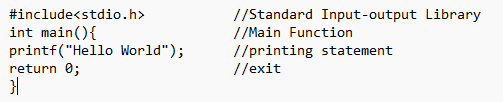 #include<stdio.h> //Standard Input-output Library
int main(){ //Main Function
printf("Hello World"); //printing statement
return 0; //exit
}